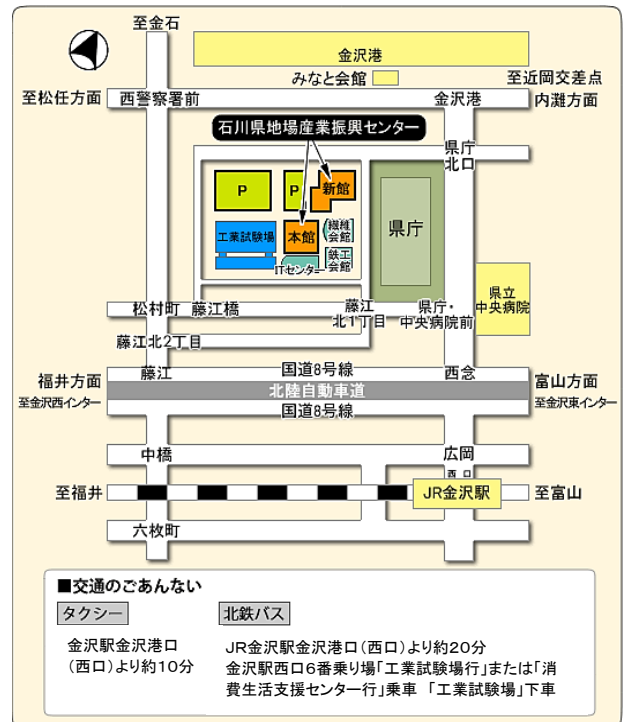 至金石
金沢港
みなと会館
至近岡交差点
至松任方面
西警察署前
金沢港
内灘方面
石川県地場産業振興センター
県庁
北口
P
P
新館
県庁
工業試験場
本館
繊維
会館
鉄工
会館
ITセンター
県立
中央病院
松村町
藤江橋
藤江
北1丁目
県庁・
中央病院前
藤江北2丁目
福井方面
至金沢西インター
藤江
国道8号線
西念
北陸自動車道
国道8号線
富山方面
至金沢東インター
中橋
広岡
西口
至福井
JR金沢駅
至富山
六枚町
■交通のごあんない
タクシー
金沢駅金沢港口
(西口)より約10分
北鉄バス
JR金沢駅金沢港口(西口)より約20分
金沢駅西口6番乗り場「工業試験場行」または「消
費生活支援センター行」乗車 「工業試験場」下車